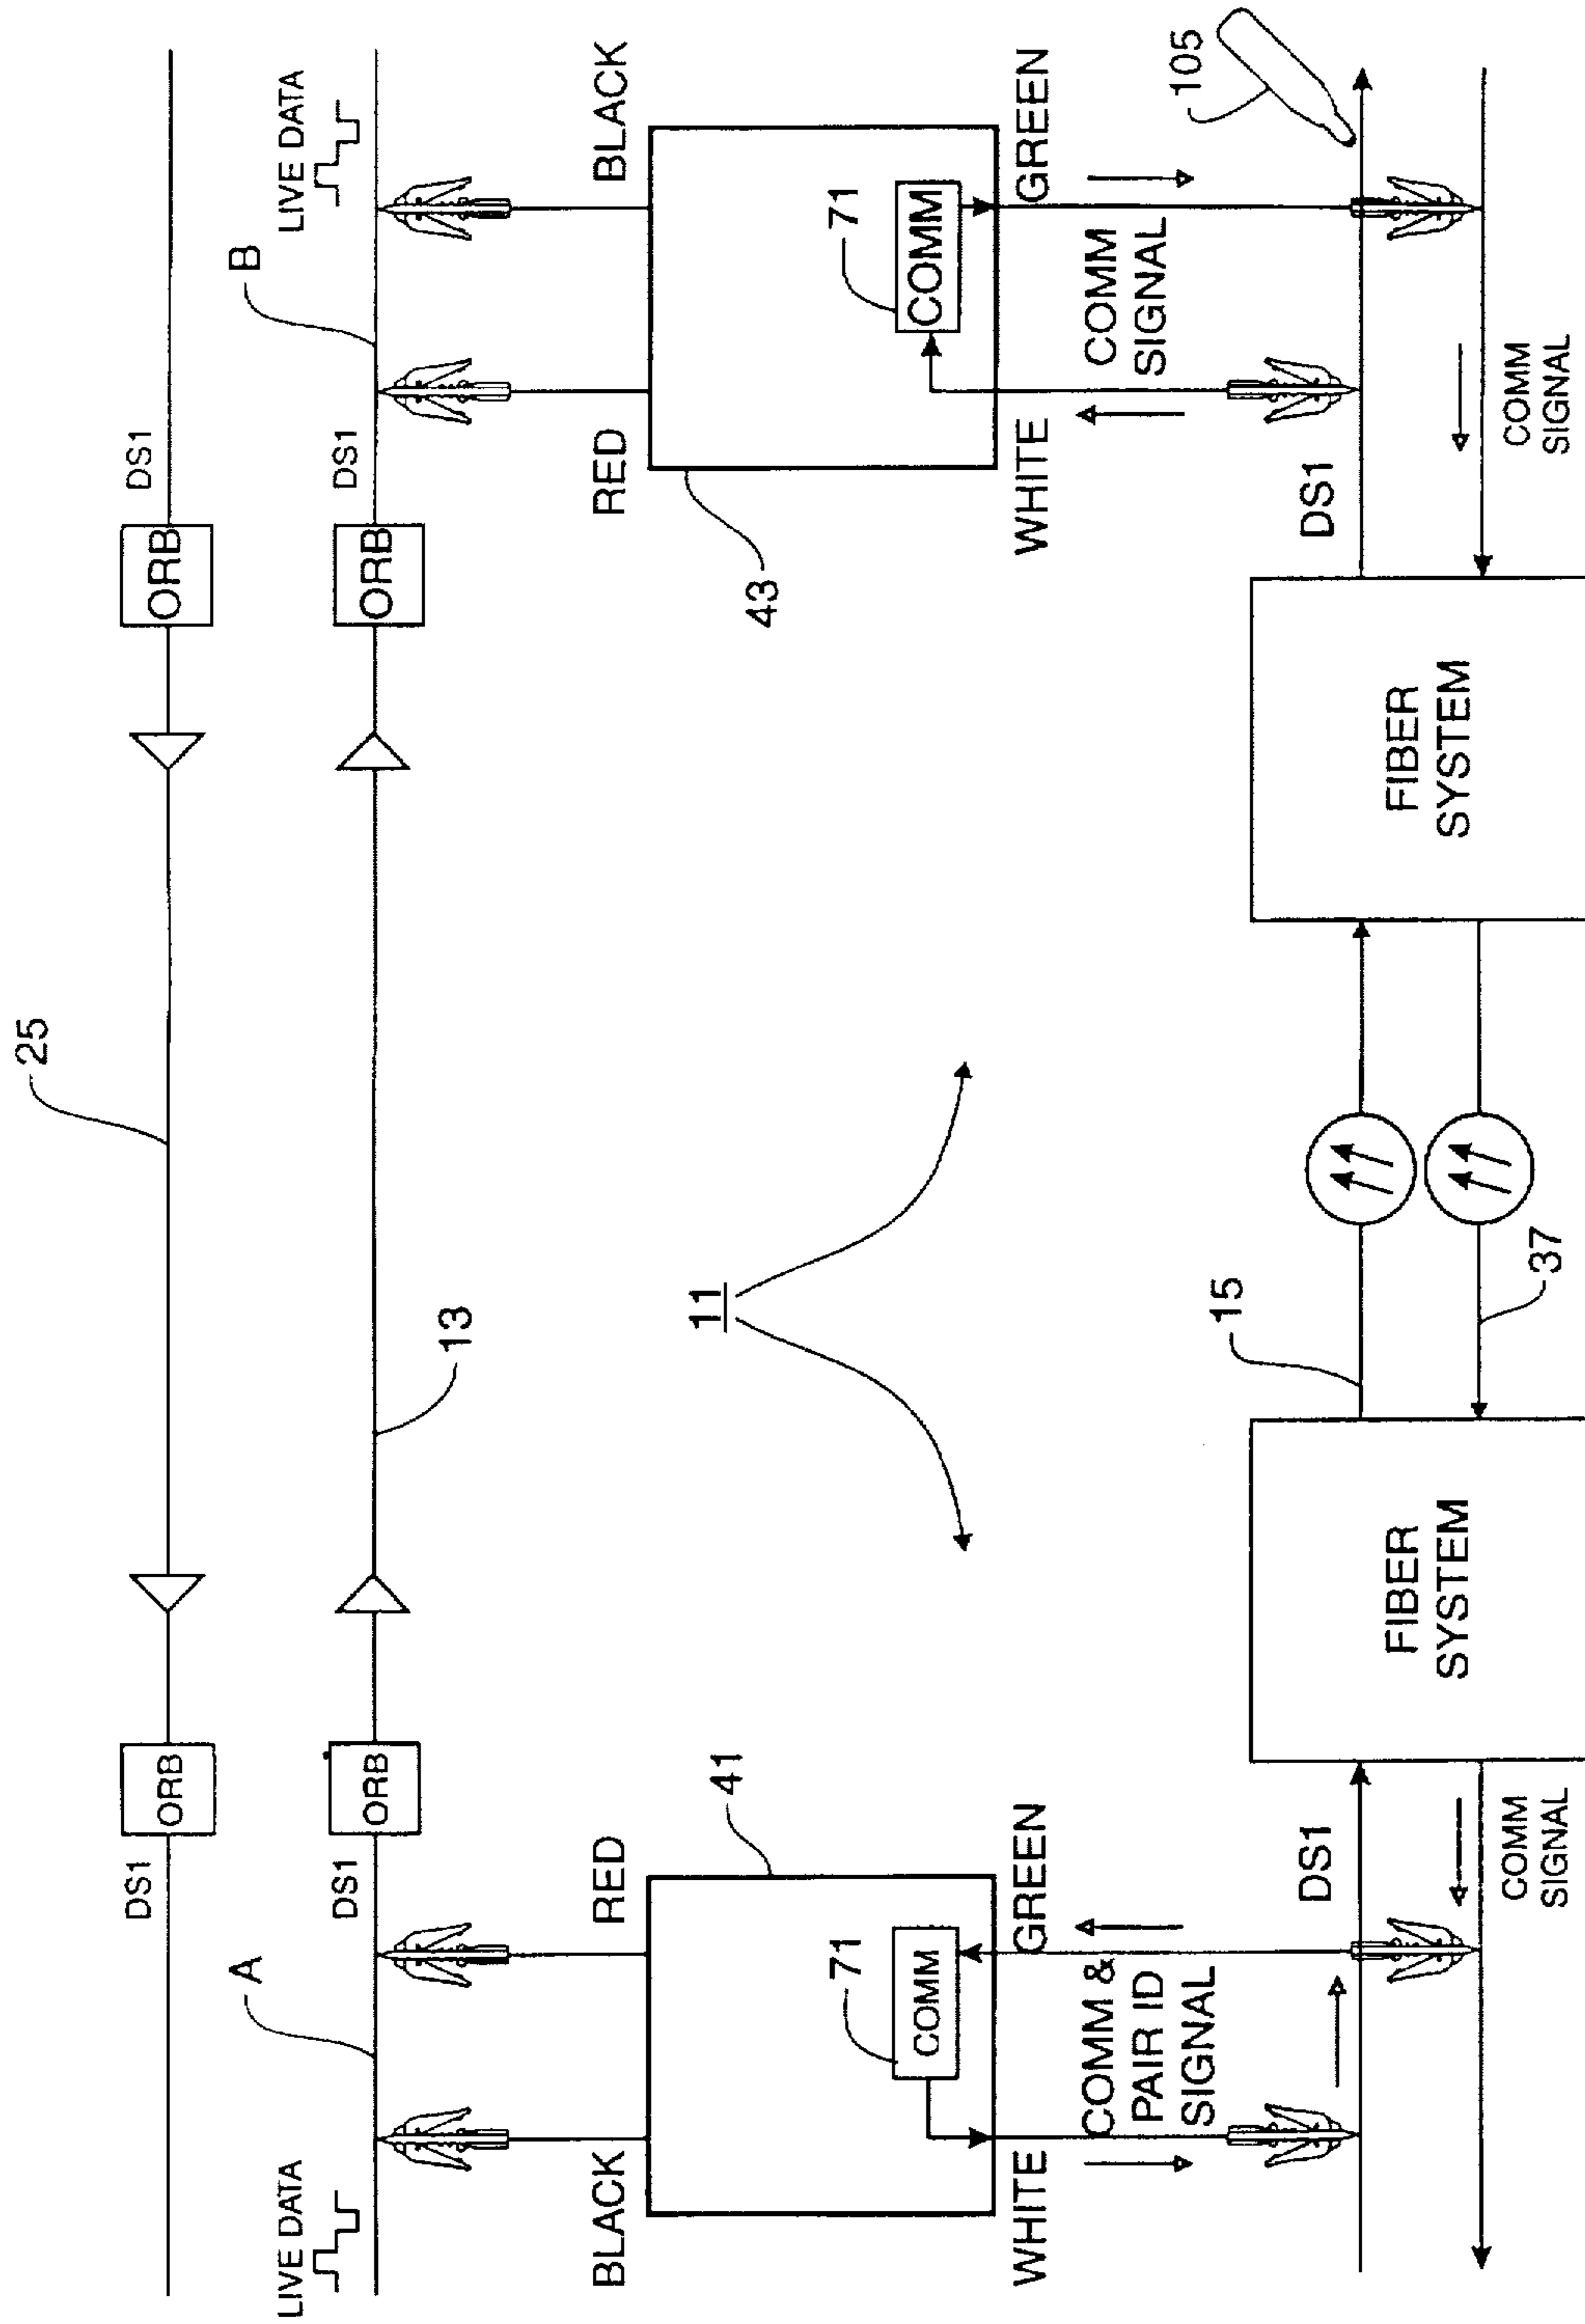 25
DS1
ORB
ORB
DS1
LIVE DATA
A
DS1
ORB
13
ORB
DS1
B
LIVE DATA
BLACK
RED
41
11
43
RED
BLACK
71
COMM
71
COMM
WHITE
GREEN
COMM &
PAIR ID
SIGNAL
WHITE
GREEN
COMM
SIGNAL
105
DS1
15
DS1
FIBER
SYSTEM
FIBER
SYSTEM
COMM
SIGNAL
37
COMM
SIGNAL